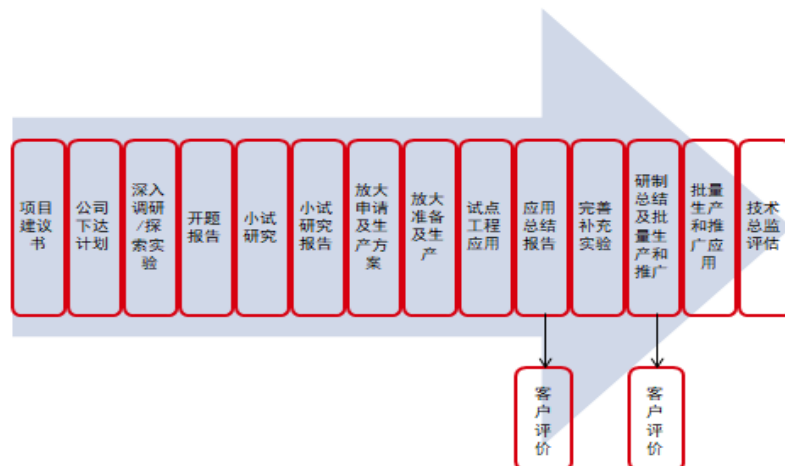 项目
建议
书
公司
下达
计划
深入
调研
/探
索实
验
开题
报告
小试
研究
小试
研究
报告
放大
申请
及生
产方
案
放大
准备
及生
产
试点
工程
应用
应用
总结
报告
完善
补充
实验
研制
总结
及批
量生
产和
推广
批量
生产
和推
广应
用
技术
总监
评估
客
户
评
价
客
户
评
价